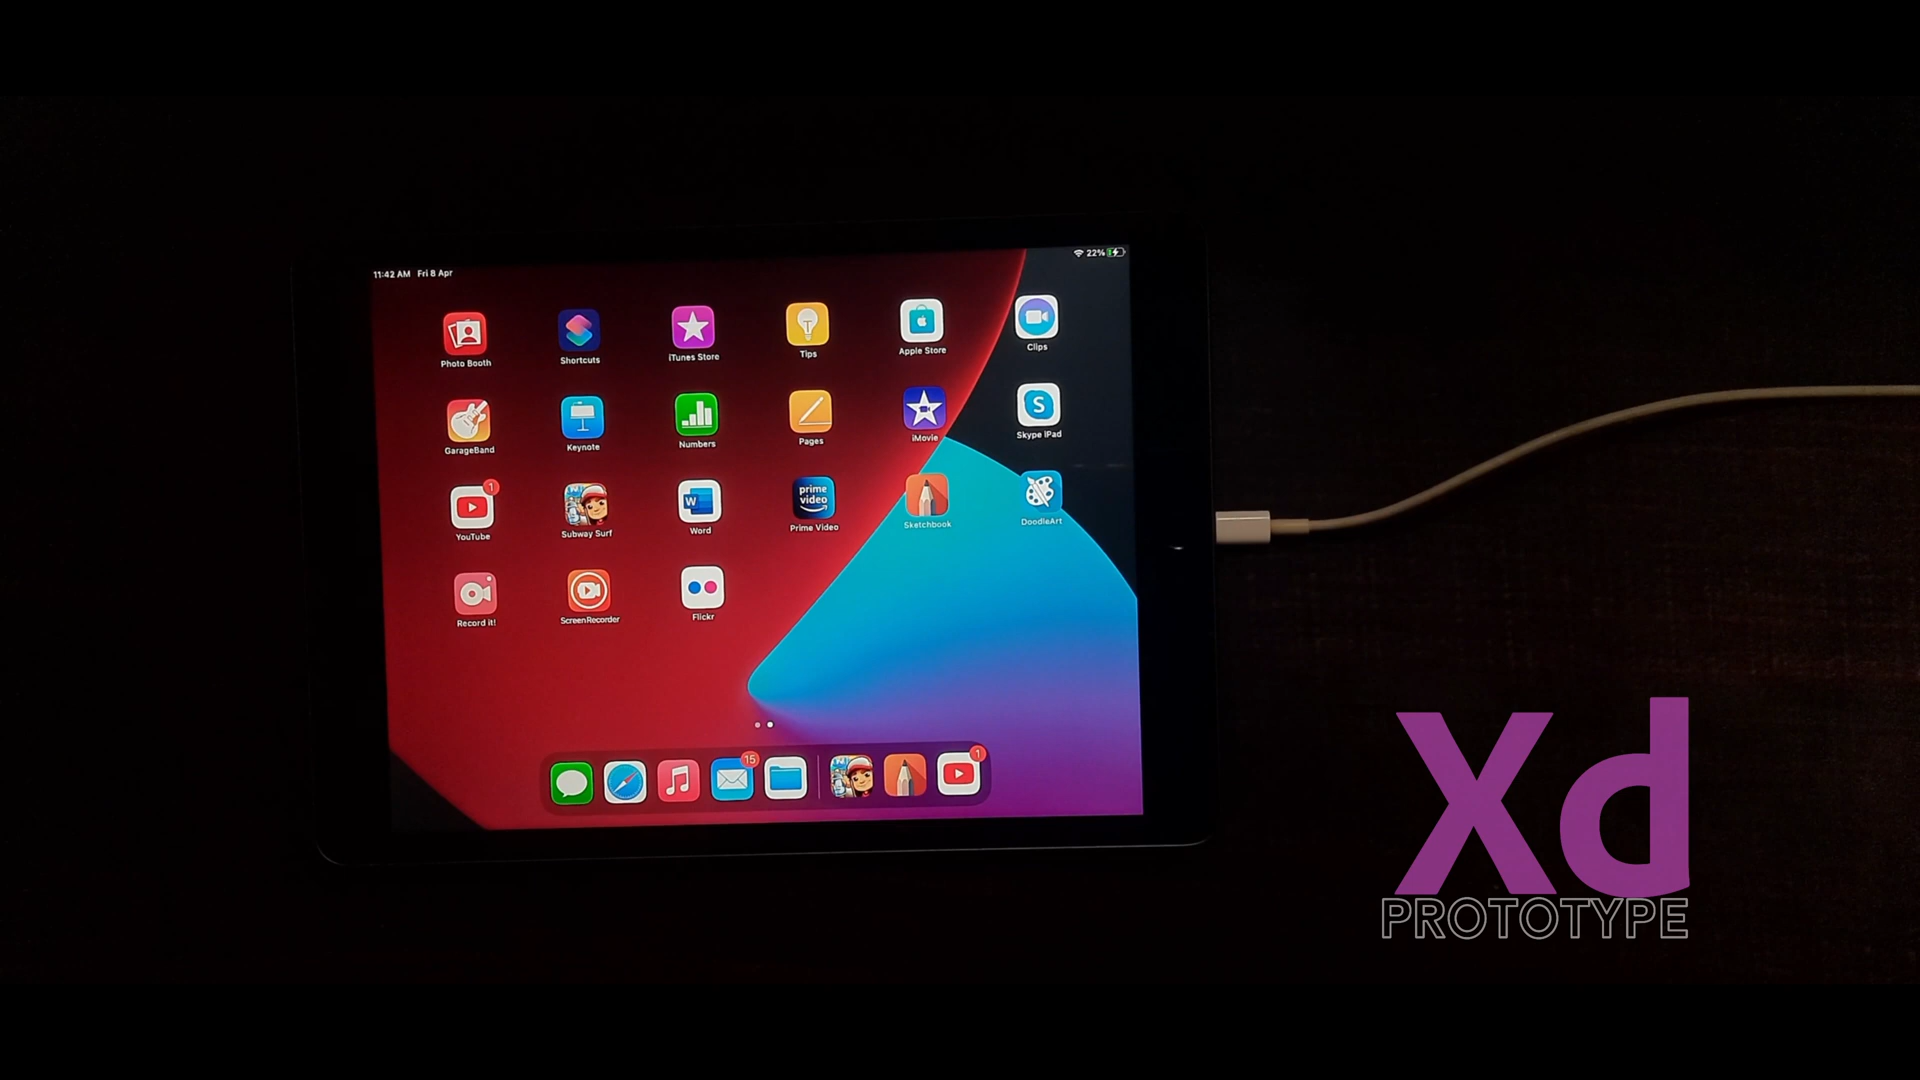 11:42 AM Fri 8 Apr
22%
Photo Booth
Shortcuts
iTunes Store
Tips
Apple Store
Clips
GarageBand
Keynote
Numbers
Pages
iMovie
Skype iPad
S
1
W
prime
video
YouTube
Subway Surf
Word
Prime Video
Sketchbook
DoodleArt
Record it!
ScreenRecorder
Flickr
15
1
Xd
PROTOTYPE